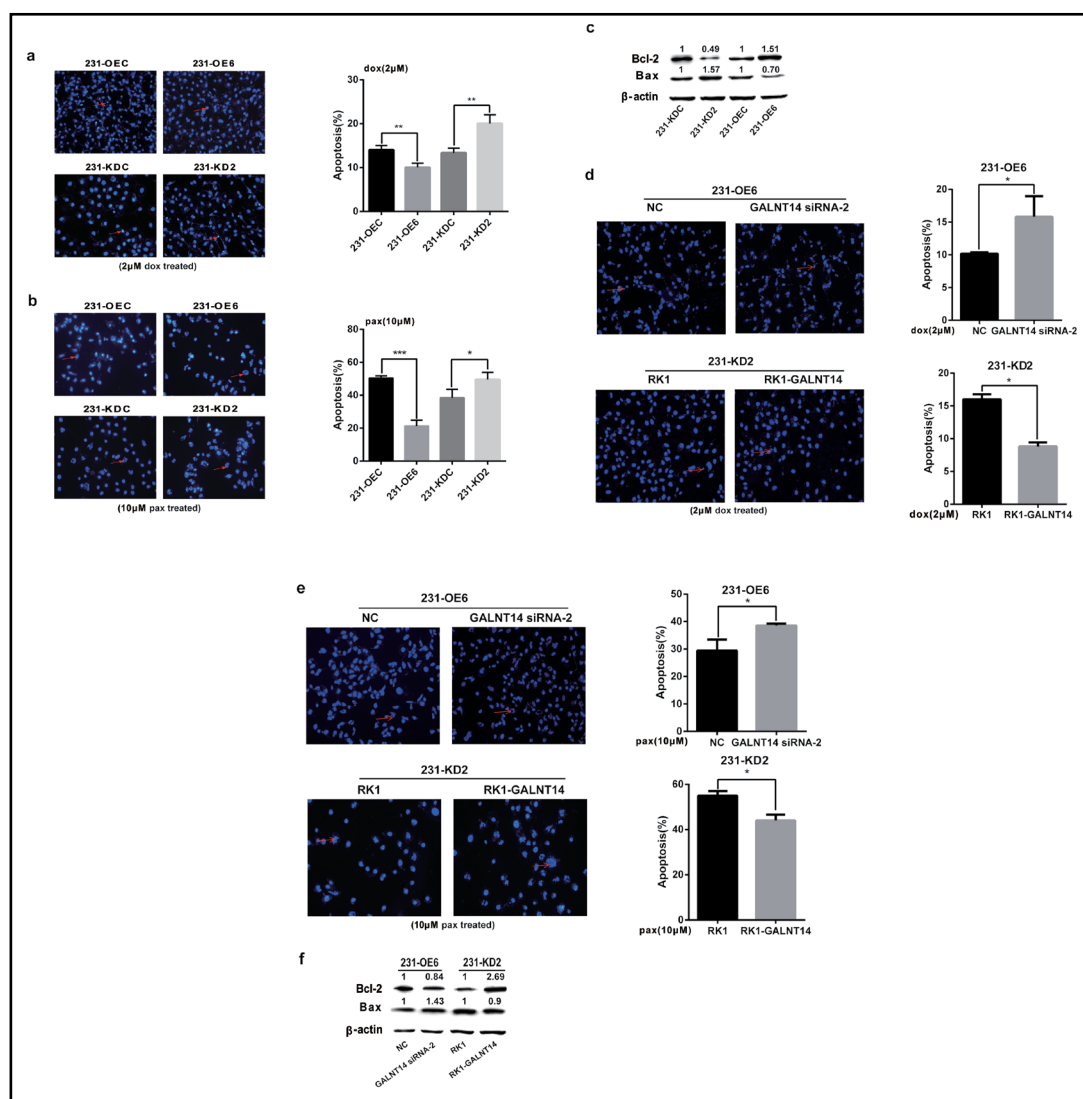 a
231-OEC 231-OE6
231-KDC 231-KD2
(2μM dox treated)
dox(2μM)
Apoptosis(%)
30
20
10
0
**
**
231-OEC 231-OE6 231-KDC 231-KD2
b
231-OEC 231-OE6
231-KDC 231-KD2
(10μM pax treated)
pax(10μM)
Apoptosis(%)
80
60
40
20
0
***
*
231-OEC 231-OE6 231-KDC 231-KD2
c
1 0.49 1 1.51
Bcl-2
1 1.57 1 0.70
Bax
β-actin
231-KDC 231-KD2 231-OEC 231-OE6
d
231-OE6
NC GALNT14 siRNA-2
231-KD2
RK1 RK1-GALNT14
(2μM dox treated)
231-OE6
*
Apoptosis(%)
20
15
10
5
0
dox(2μM) NC GALNT14 siRNA-2
231-KD2
*
Apoptosis(%)
20
15
10
5
0
dox(2μM) RK1 RK1-GALNT14
e
231-OE6
NC GALNT14 siRNA-2
231-KD2
RK1 RK1-GALNT14
(10μM pax treated)
231-OE6
*
Apoptosis(%)
50
40
30
20
10
0
pax(10μM) NC GALNT14 siRNA-2
231-KD2
*
Apoptosis(%)
60
40
20
0
pax(10μM) RK1 RK1-GALNT14
f
231-OE6 231-KD2
1 0.84 1 2.69
Bcl-2
1 1.43 1 0.9
Bax
β-actin
NC GALNT14 siRNA-2 RK1 RK1-GALNT14